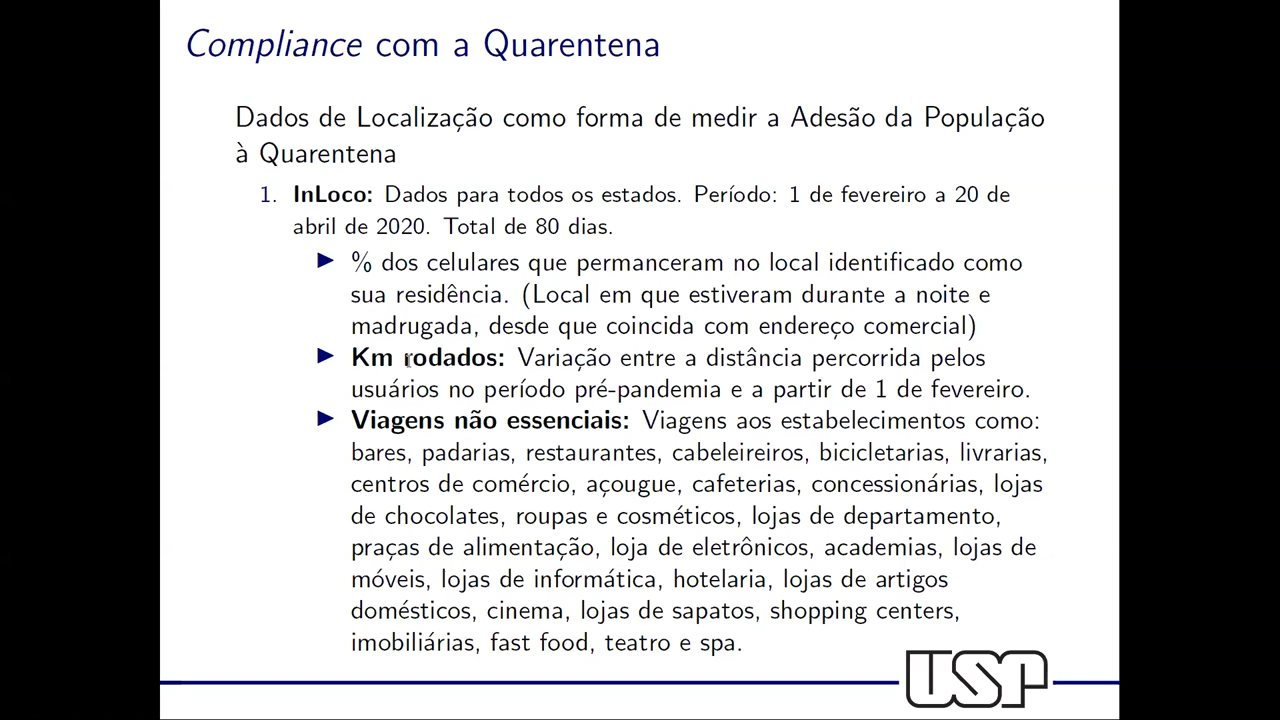 Compliance com a Quarentena
Dados de Localização como forma de medir a Adesão da População
à Quarentena
1. InLoco: Dados para todos os estados. Período: 1 de fevereiro a 20 de
abril de 2020. Total de 80 dias.
▶ % dos celulares que permanceram no local identificado como
sua residência. (Local em que estiveram durante a noite e
madrugada, desde que coincida com endereço comercial)
▶ Km rodados: Variação entre a distância percorrida pelos
usuários no período pré-pandemia e a partir de 1 de fevereiro.
▶ Viagens não essenciais: Viagens aos estabelecimentos como:
bares, padarias, restaurantes, cabeleireiros, bicicletarias, livrarias,
centros de comércio, açougue, cafeterias, concessionárias, lojas
de chocolates, roupas e cosméticos, lojas de departamento,
praças de alimentação, loja de eletrônicos, academias, lojas de
móveis, lojas de informática, hotelaria, lojas de artigos
domésticos, cinema, lojas de sapatos, shopping centers,
imobiliárias, fast food, teatro e spa.
USP